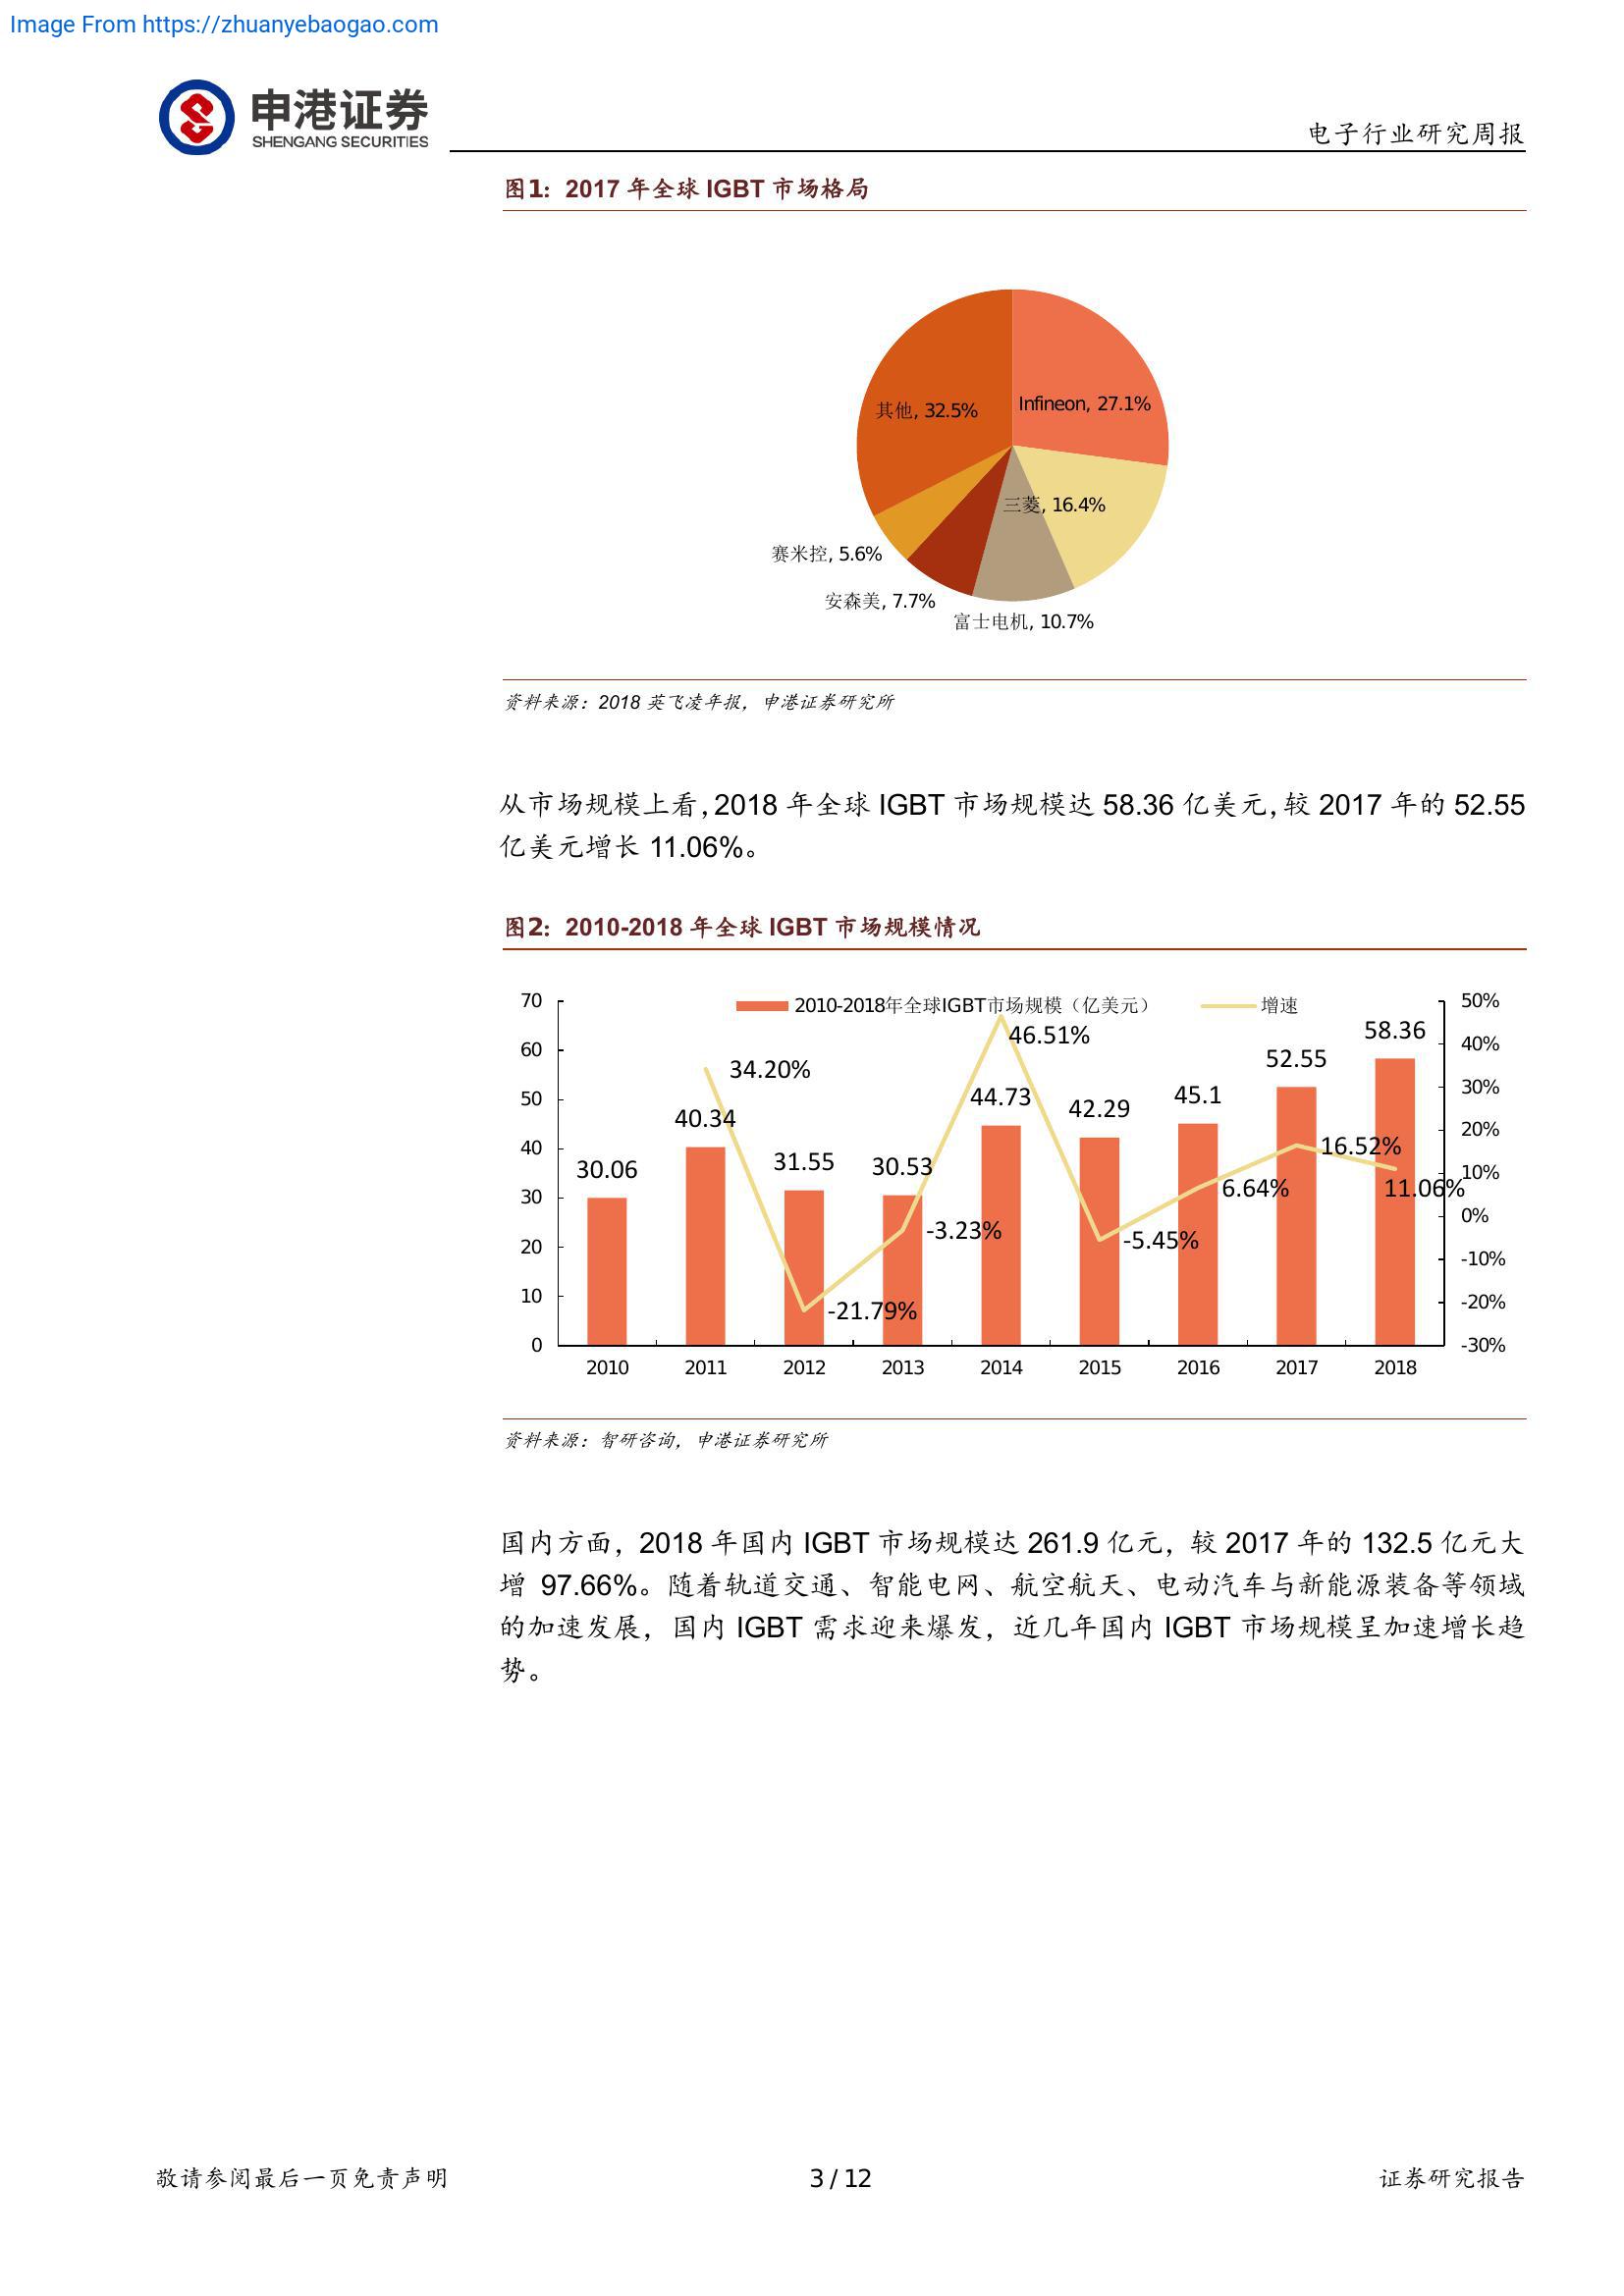 Image From https://zhuanyebaogao.com
申港证券
SHENGANG SECURITIES
电子行业研究周报
图1：2017 年全球 IGBT 市场格局
其他, 32.5%
Infineon, 27.1%
三菱, 16.4%
赛米控, 5.6%
安森美, 7.7%
富士电机, 10.7%
资料来源：2018 英飞凌年报，申港证券研究所
从市场规模上看，2018 年全球 IGBT 市场规模达 58.36 亿美元，较 2017 年的 52.55
亿美元增长 11.06%。
图2：2010-2018 年全球 IGBT 市场规模情况
2010-2018年全球IGBT市场规模（亿美元）
增速
70
60
50
40
30
20
10
0
50%
40%
30%
20%
10%
0%
-10%
-20%
-30%
30.06
40.34
31.55
30.53
44.73
42.29
45.1
52.55
58.36
34.20%
-21.79%
-3.23%
46.51%
-5.45%
6.64%
16.52%
11.06%
2010 2011 2012 2013 2014 2015 2016 2017 2018
资料来源：智研咨询，申港证券研究所
国内方面，2018 年国内 IGBT 市场规模达 261.9 亿元，较 2017 年的 132.5 亿元大
增 97.66%。随着轨道交通、智能电网、航空航天、电动汽车与新能源装备等领域
的加速发展，国内 IGBT 需求迎来爆发，近几年国内 IGBT 市场规模呈加速增长趋
势。
敬请参阅最后一页免责声明
3 / 12
证券研究报告